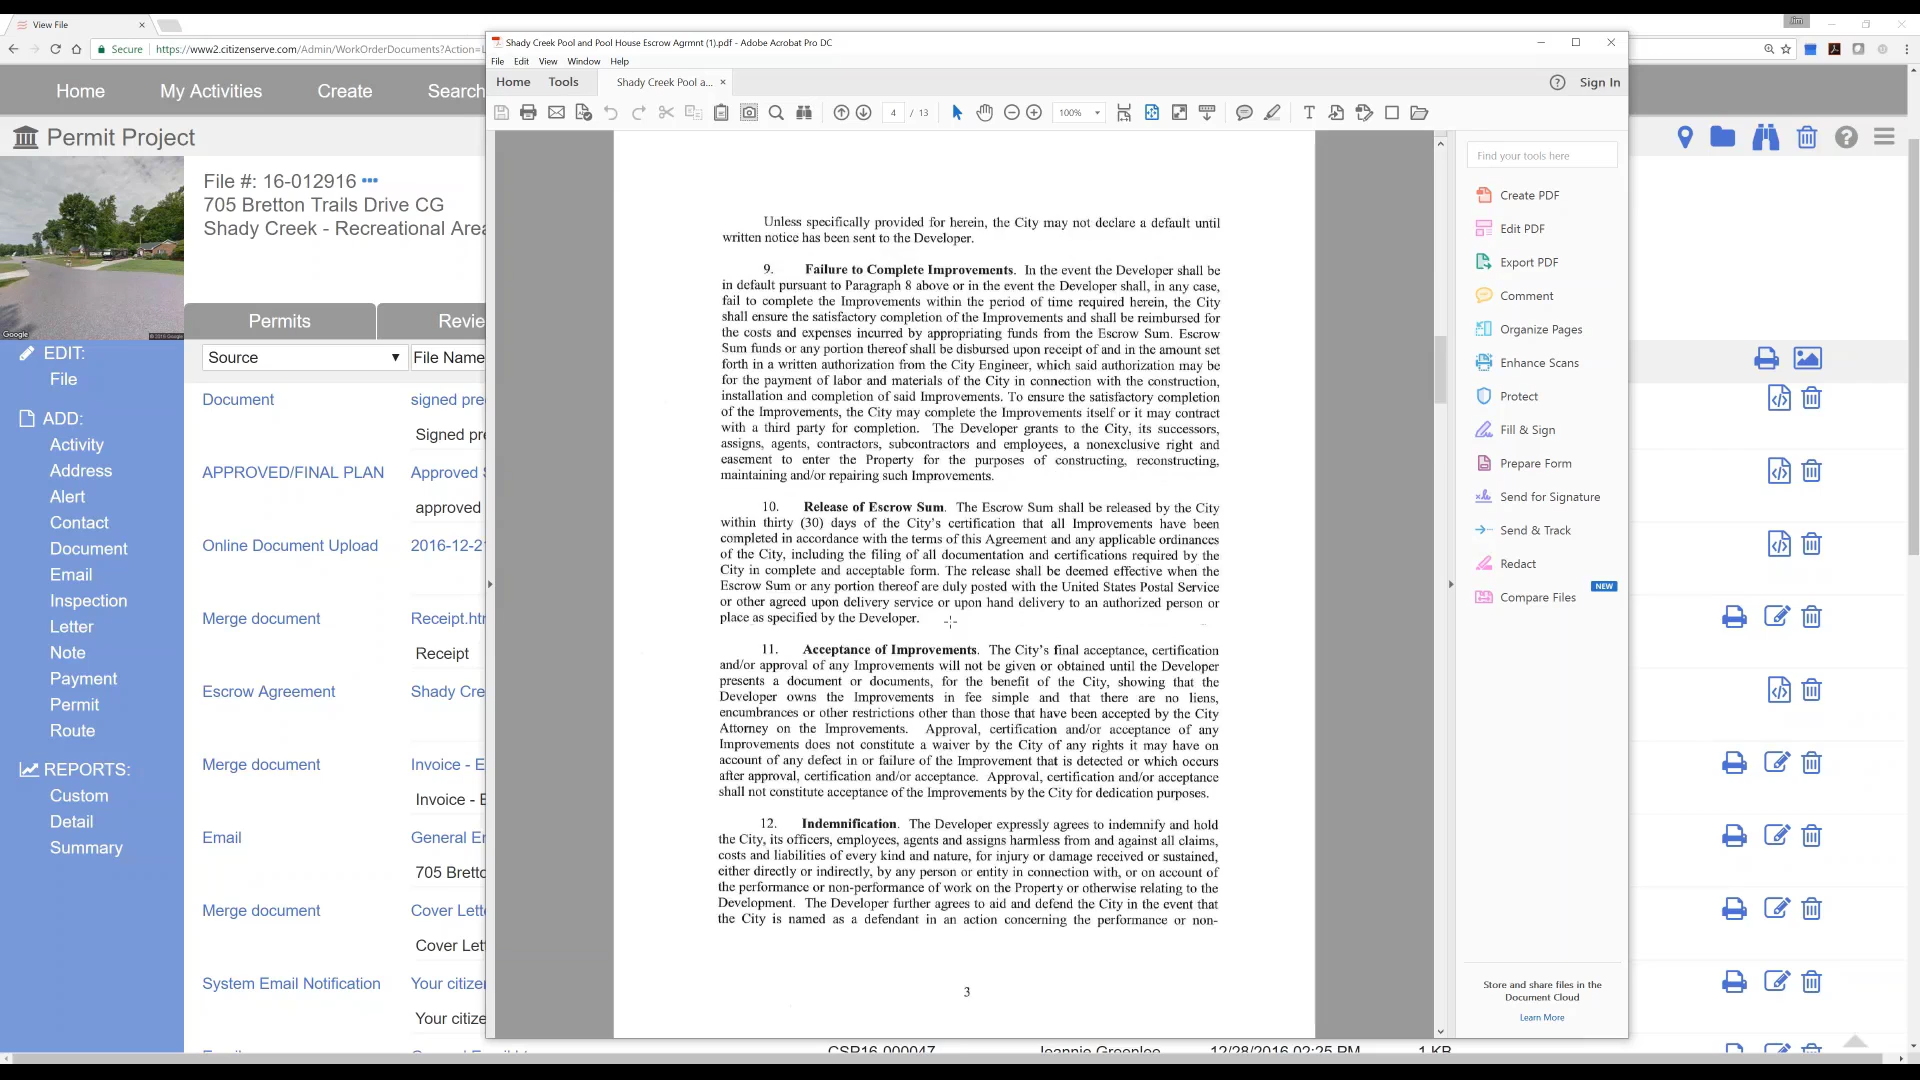 View File
Jim
Secure
https://www2.citizenserve.com/Admin/WorkOrderDocuments?Action=L
Home
My Activities
Create
Search
Permit Project
File #: 16-012916
705 Bretton Trails Drive CG
Shady Creek - Recreational Area
Google
© 2016 Google
Permits
Revie
Source
File Name
EDIT:
File
ADD:
Activity
Address
Alert
Contact
Document
Email
Inspection
Letter
Note
Payment
Permit
Route
REPORTS:
Custom
Detail
Summary
Document
signed pre
Signed pre
APPROVED/FINAL PLAN
Approved S
approved
Online Document Upload
2016-12-21
Merge document
Receipt.htm
Receipt
Escrow Agreement
Shady Cre
Merge document
Invoice - E
Invoice - E
Email
General Em
705 Bretto
Merge document
Cover Lette
Cover Lett
System Email Notification
Your citize
Your citize
CSP16-000047
Jeannie Greenlee
12/28/2016 02:25 PM
1 KB
Shady Creek Pool and Pool House Escrow Agrmnt (1).pdf - Adobe Acrobat Pro DC
File Edit View Window Help
Home
Tools
Shady Creek Pool a...
Sign In
4 / 13
100%
Unless specifically provided for herein, the City may not declare a default until
written notice has been sent to the Developer.
9. Failure to Complete Improvements. In the event the Developer shall be
in default pursuant to Paragraph 8 above or in the event the Developer shall, in any case,
fail to complete the Improvements within the period of time required herein, the City
shall ensure the satisfactory completion of the Improvements and shall be reimbursed for
the costs and expenses incurred by appropriating funds from the Escrow Sum. Escrow
Sum funds or any portion thereof shall be disbursed upon receipt of and in the amount set
forth in a written authorization from the City Engineer, which said authorization may be
for the payment of labor and materials of the City in connection with the construction,
installation and completion of said Improvements. To ensure the satisfactory completion
of the Improvements, the City may complete the Improvements itself or it may contract
with a third party for completion. The Developer grants to the City, its successors,
assigns, agents, contractors, subcontractors and employees, a nonexclusive right and
easement to enter the Property for the purposes of constructing, reconstructing,
maintaining and/or repairing such Improvements.
10. Release of Escrow Sum. The Escrow Sum shall be released by the City
within thirty (30) days of the City's certification that all Improvements have been
completed in accordance with the terms of this Agreement and any applicable ordinances
of the City, including the filing of all documentation and certifications required by the
City in complete and acceptable form. The release shall be deemed effective when the
Escrow Sum or any portion thereof are duly posted with the United States Postal Service
or other agreed upon delivery service or upon hand delivery to an authorized person or
place as specified by the Developer.
11. Acceptance of Improvements. The City's final acceptance, certification
and/or approval of any Improvements will not be given or obtained until the Developer
presents a document or documents, for the benefit of the City, showing that the
Developer owns the Improvements in fee simple and that there are no liens,
encumbrances or other restrictions other than those that have been accepted by the City
Attorney on the Improvements. Approval, certification and/or acceptance of any
Improvements does not constitute a waiver by the City of any rights it may have on
account of any defect in or failure of the Improvement that is detected or which occurs
after approval, certification and/or acceptance. Approval, certification and/or acceptance
shall not constitute acceptance of the Improvements by the City for dedication purposes.
12. Indemnification. The Developer expressly agrees to indemnify and hold
the City, its officers, employees, agents and assigns harmless from and against all claims,
costs and liabilities of every kind and nature, for injury or damage received or sustained,
either directly or indirectly, by any person or entity in connection with, or on account of
the performance or non-performance of work on the Property or otherwise relating to the
Development. The Developer further agrees to aid and defend the City in the event that
the City is named as a defendant in an action concerning the performance or non-
3
Find your tools here
Create PDF
Edit PDF
Export PDF
Comment
Organize Pages
Enhance Scans
Protect
Fill & Sign
Prepare Form
Send for Signature
Send & Track
Redact
NEW
Compare Files
Store and share files in the
Document Cloud
Learn More